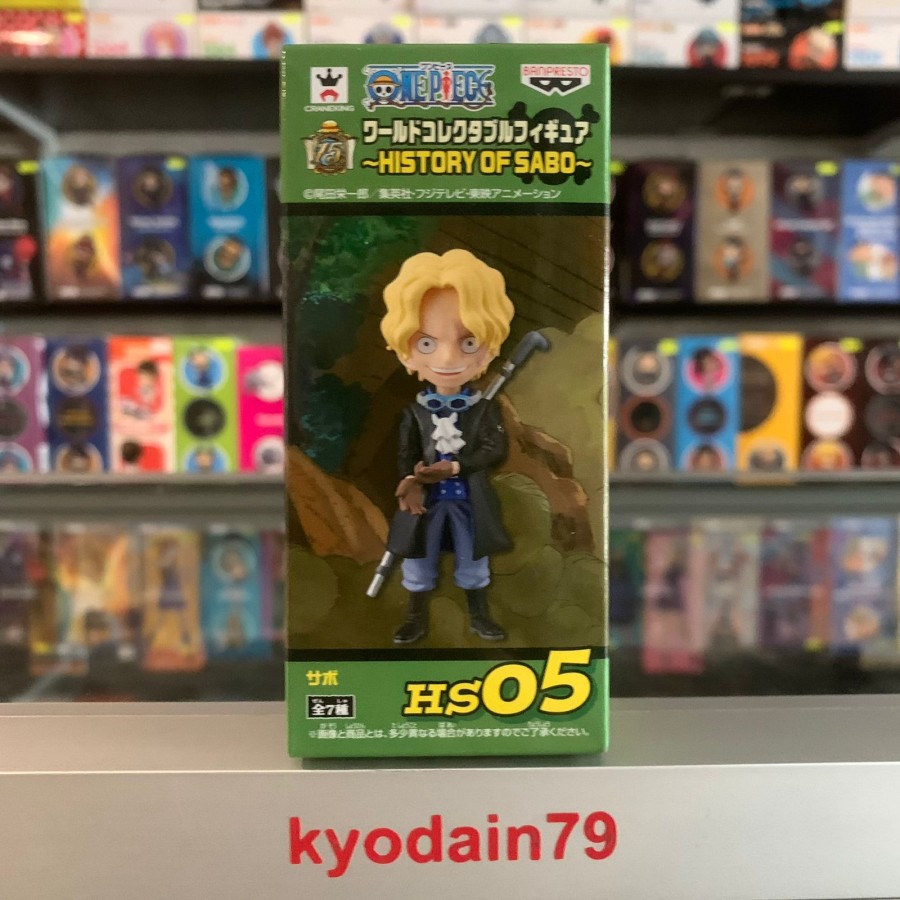 CRANEKING
ONE PIECE
BANPRESTO
15
ワールドコレクタブルフィギュア
~HISTORY OF SABO~
©尾田栄一郎/集英社・フジテレビ・東映アニメーション
サボ
全7種
HS05
※画像と商品とは、多少異なる場合がありますのでご了承ください。
kyodain79